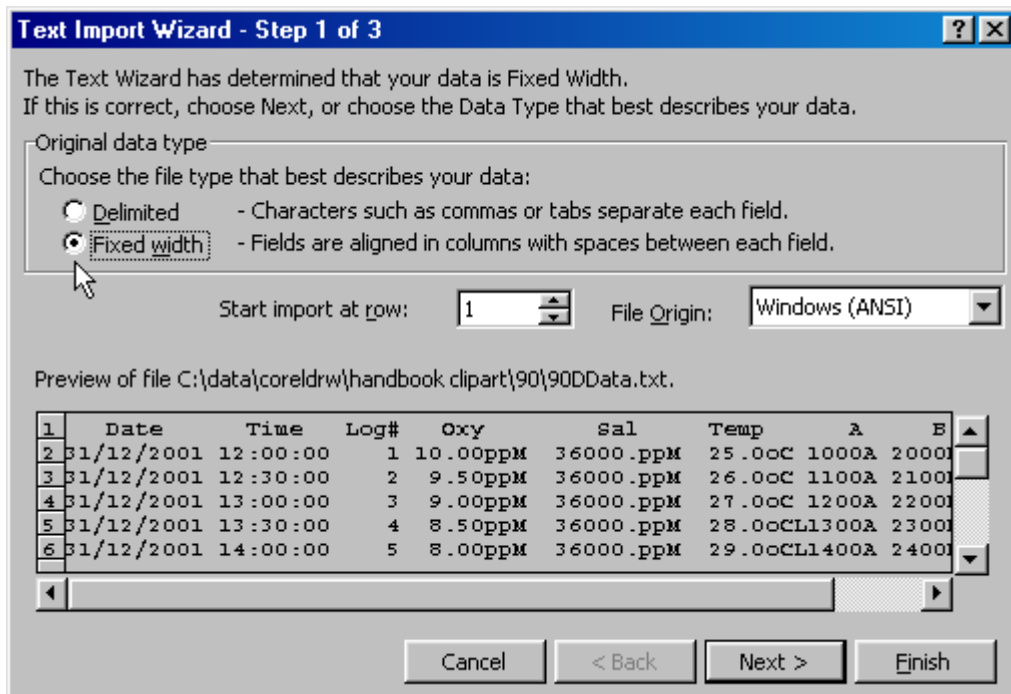 Text Import Wizard - Step 1 of 3
The Text Wizard has determined that your data is Fixed Width.
If this is correct, choose Next, or choose the Data Type that best describes your data.
Original data type
Choose the file type that best describes your data:
Delimited - Characters such as commas or tabs separate each field.
Fixed width - Fields are aligned in columns with spaces between each field.
Start import at row: 1 File Origin: Windows (ANSI)
Preview of file C:\data\coreldrw\handbook clipart\90\90DData.txt.
1 Date Time Log# Oxy Sal Temp A B
2 31/12/2001 12:00:00 1 10.00ppM 36000.ppM 25.0oC 1000A 2000
3 31/12/2001 12:30:00 2 9.50ppM 36000.ppM 26.0oC 1100A 2100
4 31/12/2001 13:00:00 3 9.00ppM 36000.ppM 27.0oC 1200A 2200
5 31/12/2001 13:30:00 4 8.50ppM 36000.ppM 28.0oCL1300A 2300
6 31/12/2001 14:00:00 5 8.00ppM 36000.ppM 29.0oCL1400A 2400
Cancel < Back Next > Finish